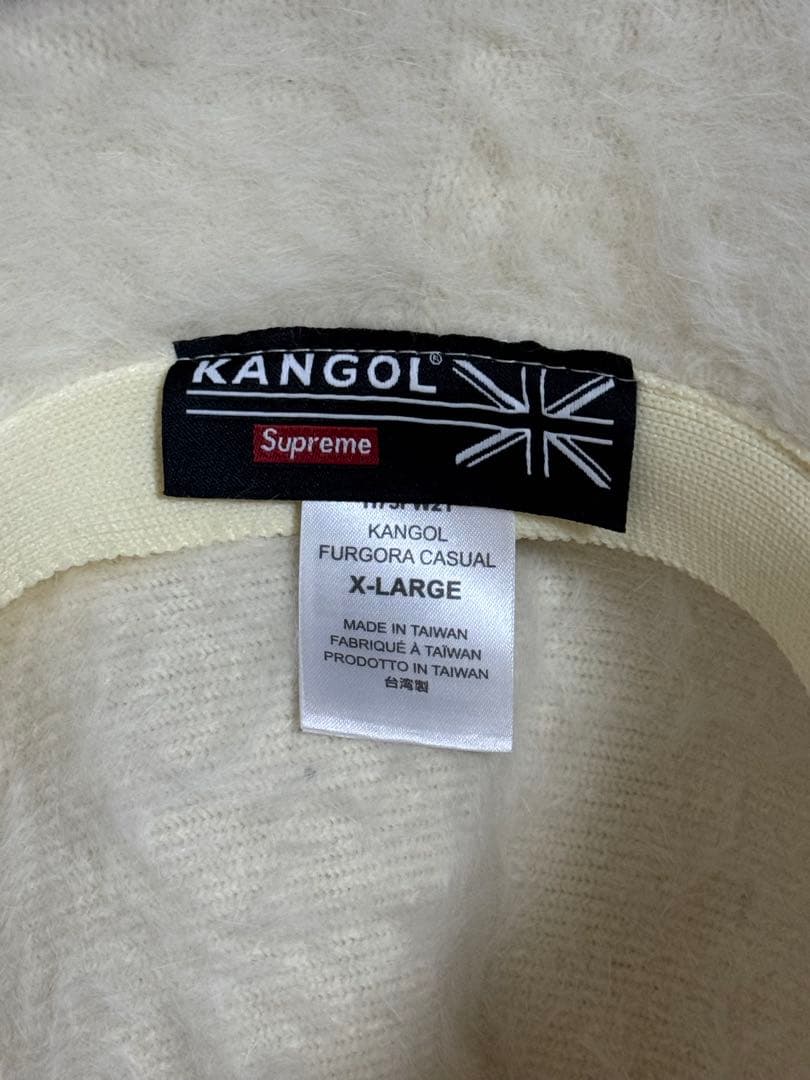 KANGOL®
Supreme
KANGOL
FURGORA CASUAL
X-LARGE
MADE IN TAIWAN
FABRIQUÉ À TAÏWAN
PRODOTTO IN TAIWAN
台湾製